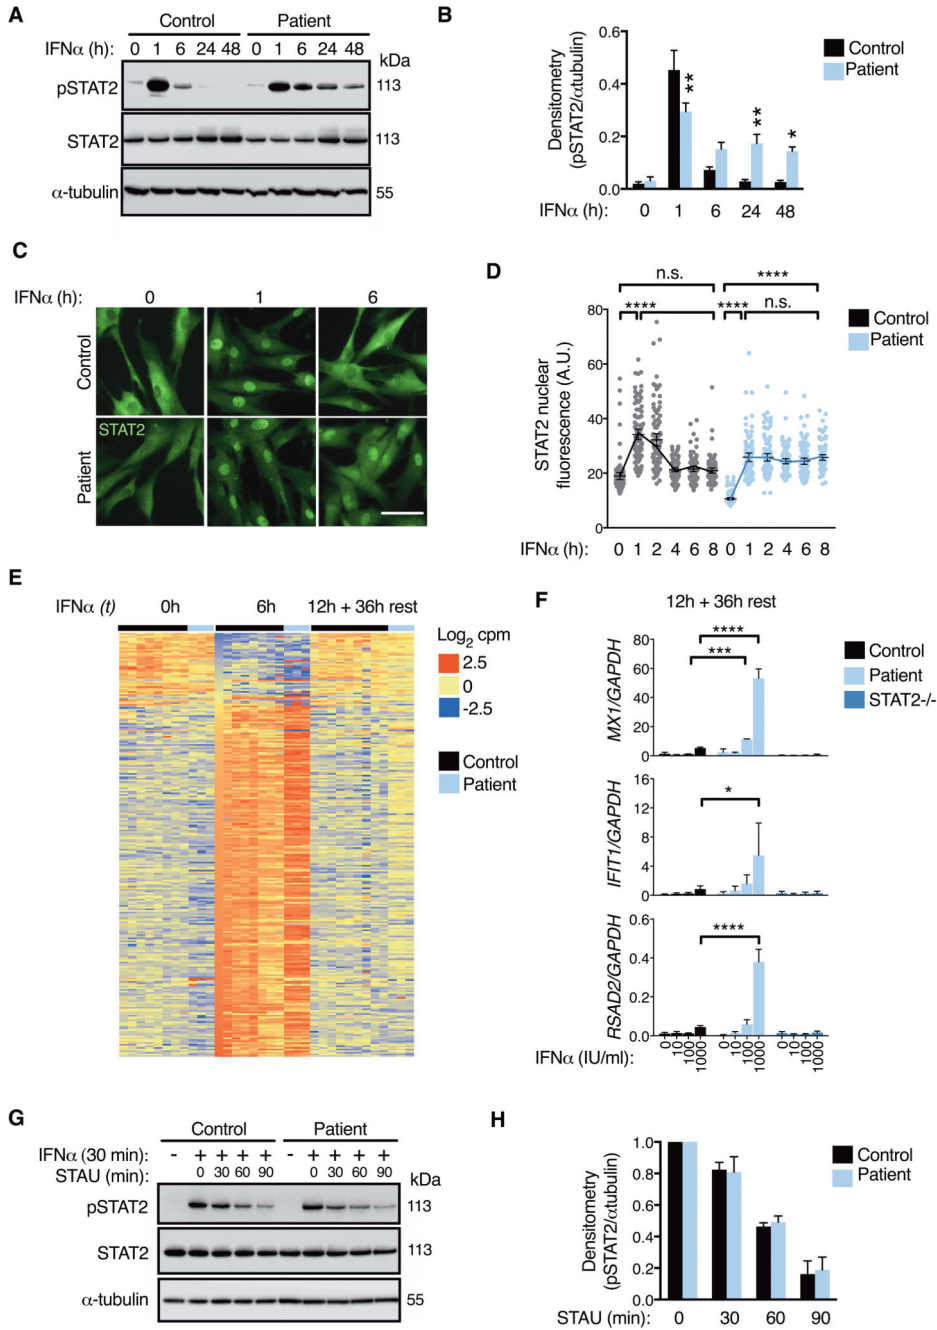 A
Control Patient
IFNα (h): 0 1 6 24 48 0 1 6 24 48
kDa
pSTAT2 113
STAT2 113
α-tubulin 55
B
Densitometry
(pSTAT2/αtubulin)
0.6
0.4
0.2
0.0
** ** *
Control
Patient
IFNα (h): 0 1 6 24 48
C
IFNα (h): 0 1 6
Control
Patient
STAT2
D
n.s. ****
**** **** n.s.
STAT2 nuclear
fluorescence (A.U.)
80
60
40
20
0
Control
Patient
IFNα (h): 0 1 2 4 6 8 0 1 2 4 6 8
E
IFNα (t) 0h 6h 12h + 36h rest
Log2 cpm
2.5
0
-2.5
Control
Patient
F
12h + 36h rest
Control
Patient
STAT2-/-
MX1/GAPDH
80
60
40
20
0
****
***
IFIT1/GAPDH
16
12
8
4
0
*
RSAD2/GAPDH
0.6
0.4
0.2
0.0
****
IFNα (IU/ml): 0 10 100 1000 0 10 100 1000 0 10 100 1000
G
Control Patient
IFNα (30 min): - + + + + - + + + +
STAU (min): 0 30 60 90 0 30 60 90
kDa
pSTAT2 113
STAT2 113
α-tubulin 55
H
Densitometry
(pSTAT2/αtubulin)
1.0
0.8
0.6
0.4
0.2
0
Control
Patient
STAU (min): 0 30 60 90